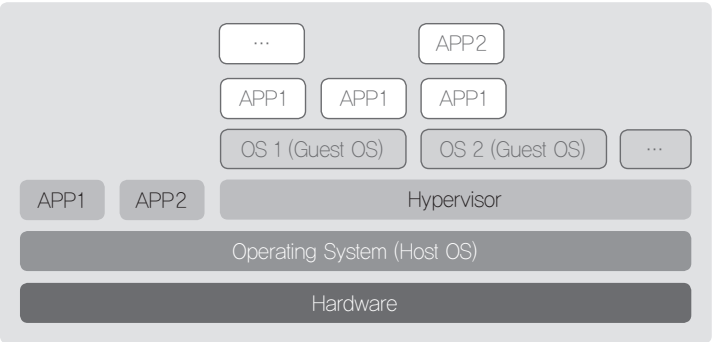 … APP2
APP1 APP1 APP1
OS 1 (Guest OS) OS 2 (Guest OS) …
APP1 APP2 Hypervisor
Operating System (Host OS)
Hardware